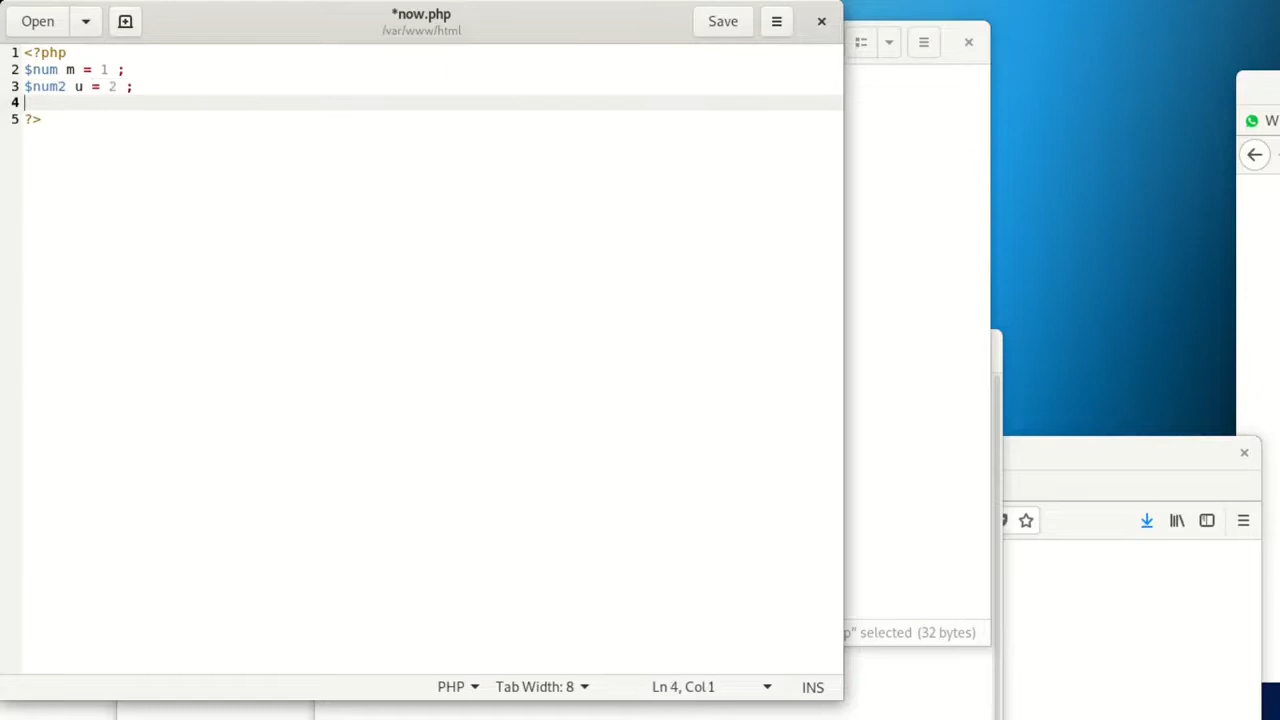 Open
*now.php
/var/www/html
Save
1 <?php
2 $num m = 1 ;
3 $num2 u = 2 ;
4
5 ?>
W
p" selected (32 bytes)
PHP
Tab Width: 8
Ln 4, Col 1
INS